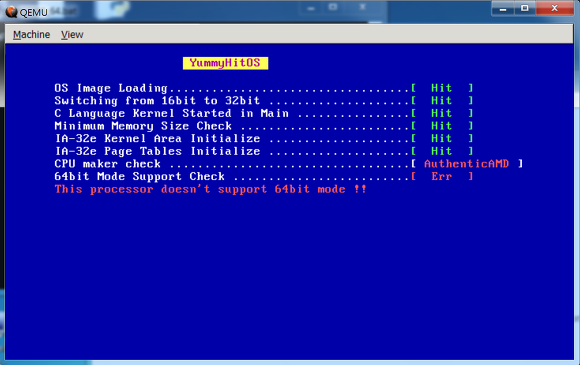 QEMU
Machine View
YummyHitOS
OS Image Loading..................................[ Hit ]
Switching from 16bit to 32bit ....................[ Hit ]
C Language Kernel Started in Main ................[ Hit ]
Minimum Memory Size Check ........................[ Hit ]
IA-32e Kernel Area Initialize ....................[ Hit ]
IA-32e Page Tables Initialize ....................[ Hit ]
CPU maker check ..................................[ AuthenticAMD ]
64bit Mode Support Check .........................[ Err ]
This processor doesn't support 64bit mode !!